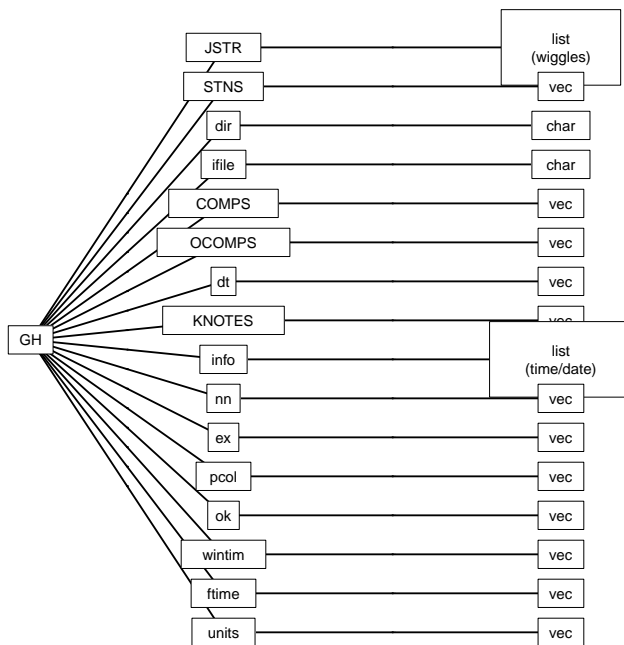 JSTR
list
(wiggles)
STNS
vec
dir
char
ifile
char
COMPS
vec
OCOMPS
vec
dt
vec
KNOTES
GH
info
list
(time/date)
nn
vec
ex
vec
pcol
vec
ok
vec
wintim
vec
ftime
vec
units
vec